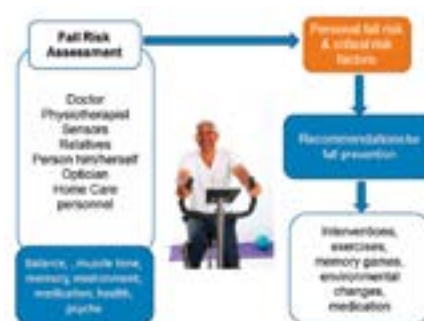 Fall Risk
Assessment
Doctor
Physiotherapist
Sensors
Relatives
Person him/herself
Optician
Home Care
personnel
Balance, , muscle tone,
memory, environment,
medication, health,
psycho
Personal fall risk
& critical risk
factors
Recommendations for
fall prevention
Interventions,
exercises,
memory games,
environmental
changes,
medication